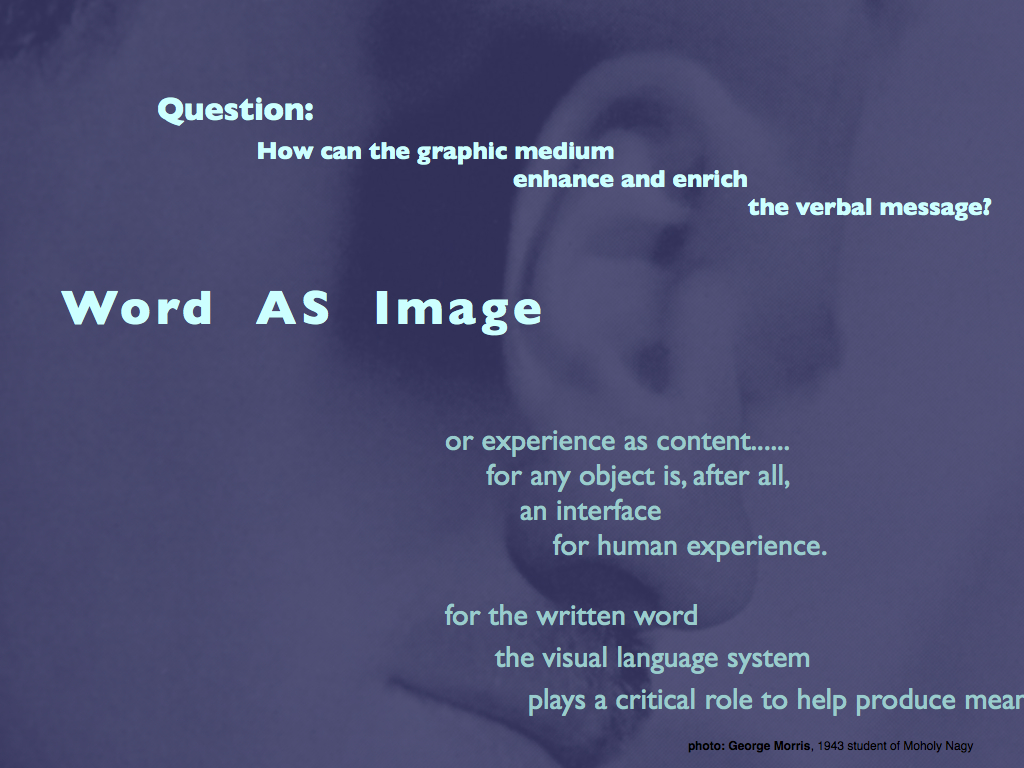 Question:
How can the graphic medium
enhance and enrich
the verbal message?
Word AS Image
or experience as content......
for any object is, after all,
an interface
for human experience.
for the written word
the visual language system
plays a critical role to help produce
photo: George Morris, 1943 student of Moholy Nagy